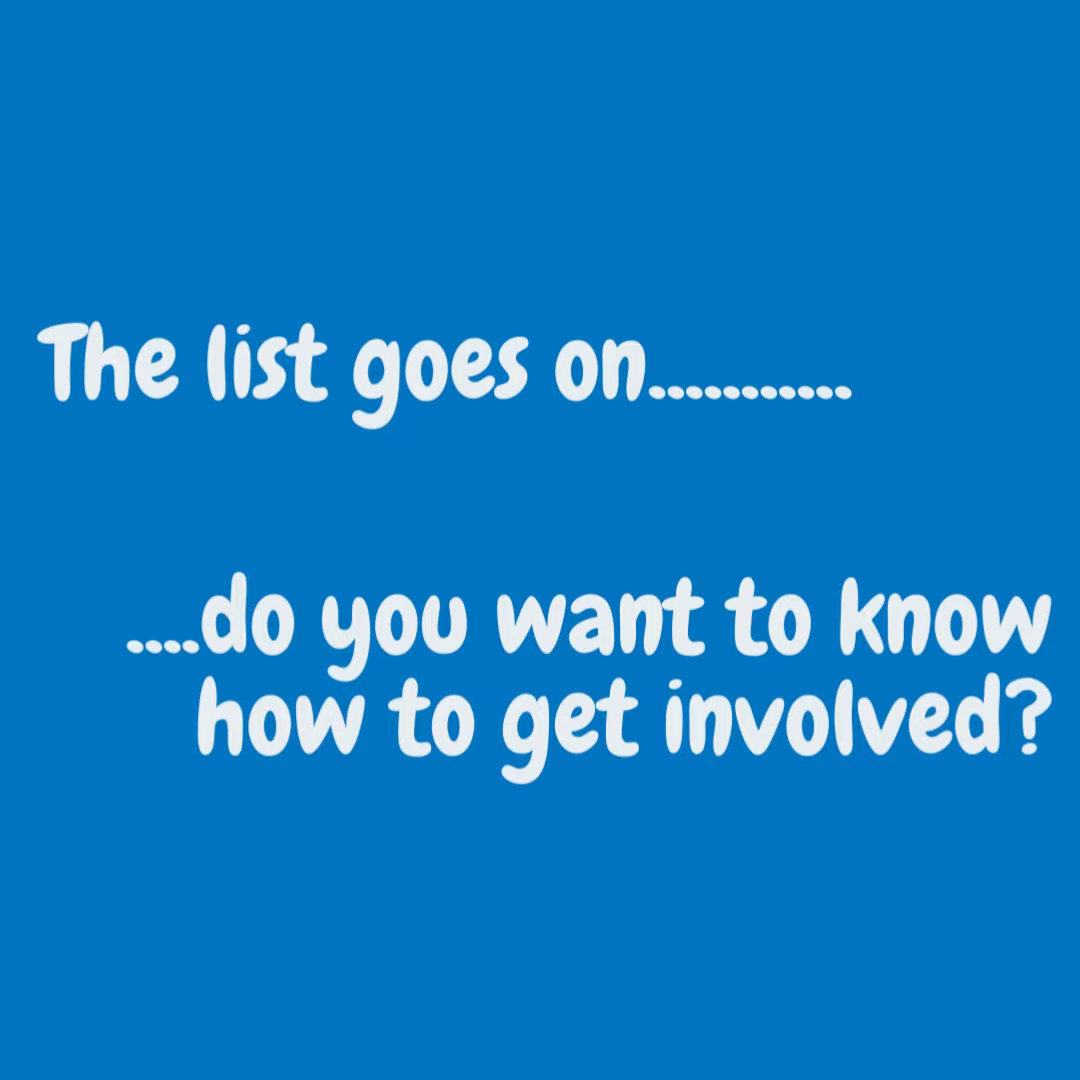 The list goes on...........
....do you want to know
how to get involved?